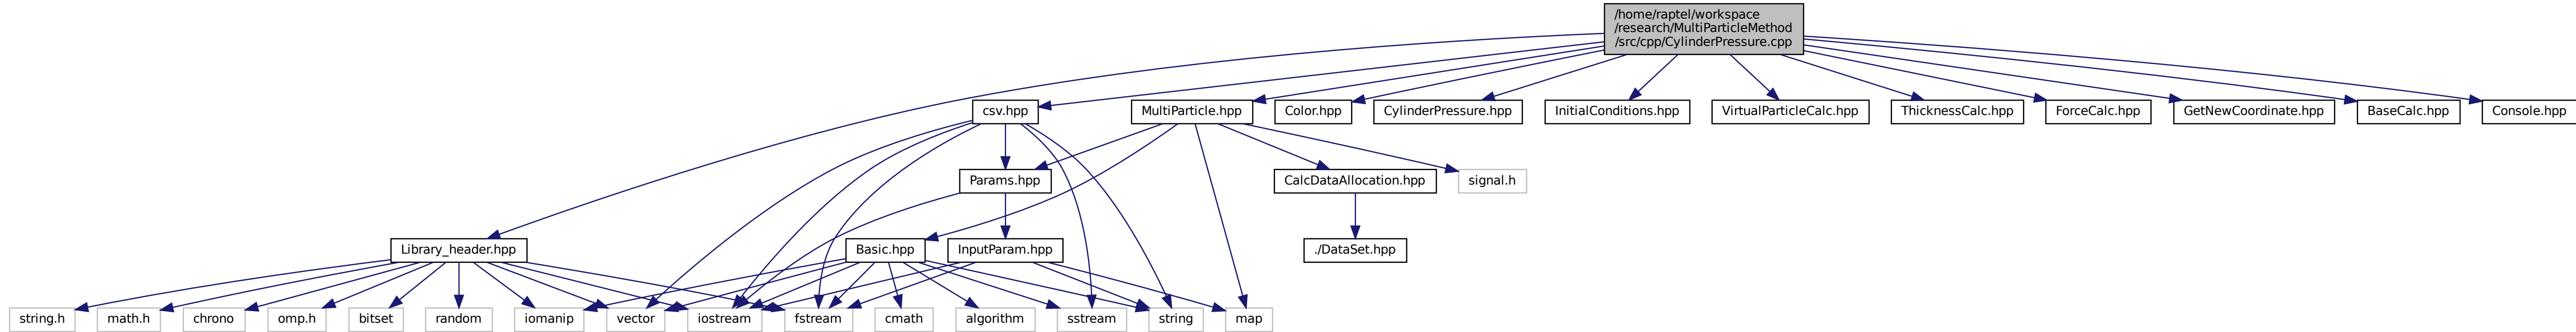 /home/raptel/workspace
/research/MultiParticleMethod
/src/cpp/CylinderPressure.cpp
csv.hpp
MultiParticle.hpp
Color.hpp
CylinderPressure.hpp
InitialConditions.hpp
VirtualParticleCalc.hpp
ThicknessCalc.hpp
ForceCalc.hpp
GetNewCoordinate.hpp
BaseCalc.hpp
Console.hpp
Params.hpp
CalcDataAllocation.hpp
signal.h
Library_header.hpp
Basic.hpp
InputParam.hpp
./DataSet.hpp
string.h
math.h
chrono
omp.h
bitset
random
iomanip
vector
iostream
fstream
cmath
algorithm
sstream
string
map